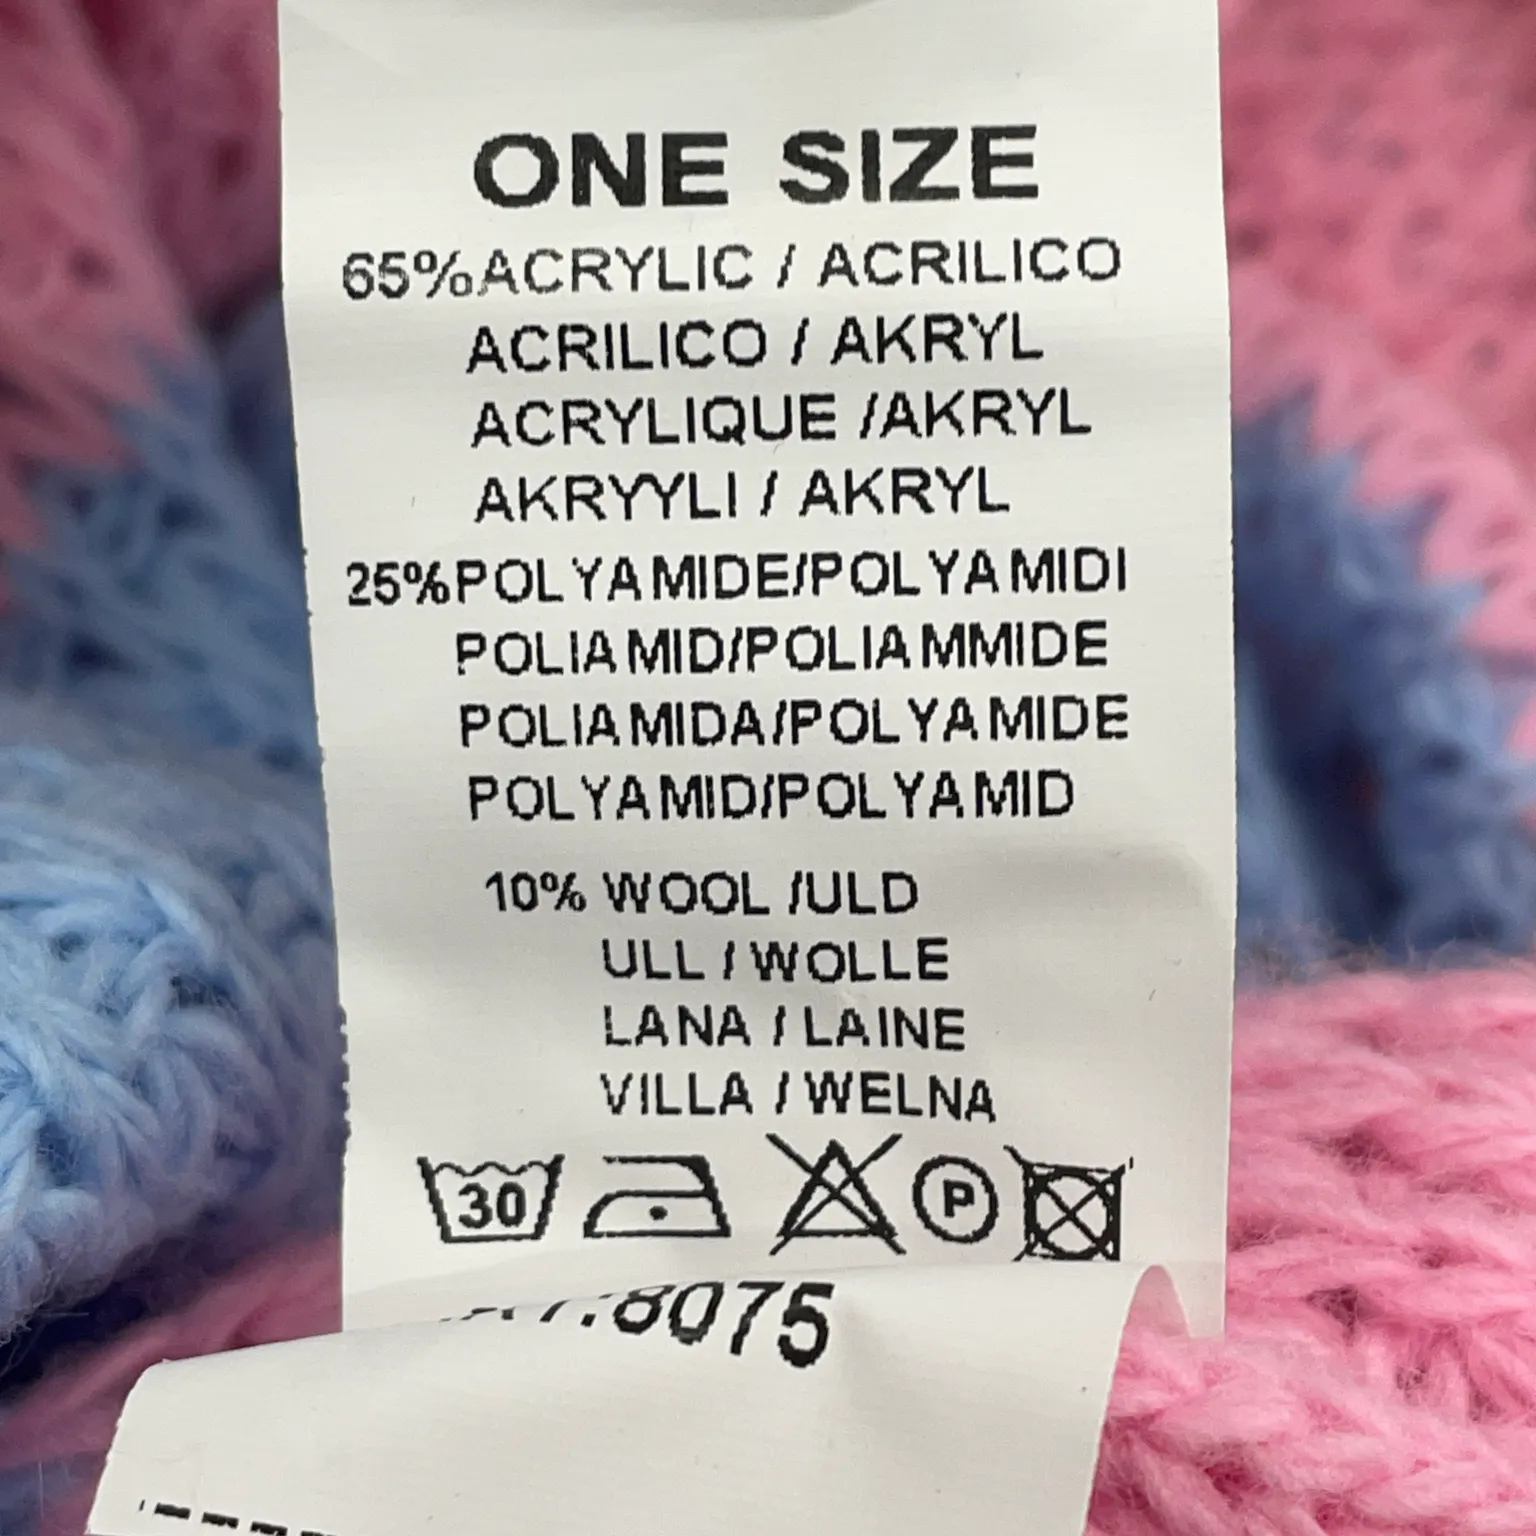 ONE SIZE
65%ACRYLIC / ACRILICO
ACRILICO / AKRYL
ACRYLIQUE /AKRYL
AKRYYLI / AKRYL
25%POLYAMIDE/POLYAMIDI
POLIAMID/POLIAMMIDE
POLIAMIDA/POLYAMIDE
POLYAMID/POLYAMID
10% WOOL /ULD
ULL / WOLLE
LANA / LAINE
VILLA / WELNA
30 P
8075